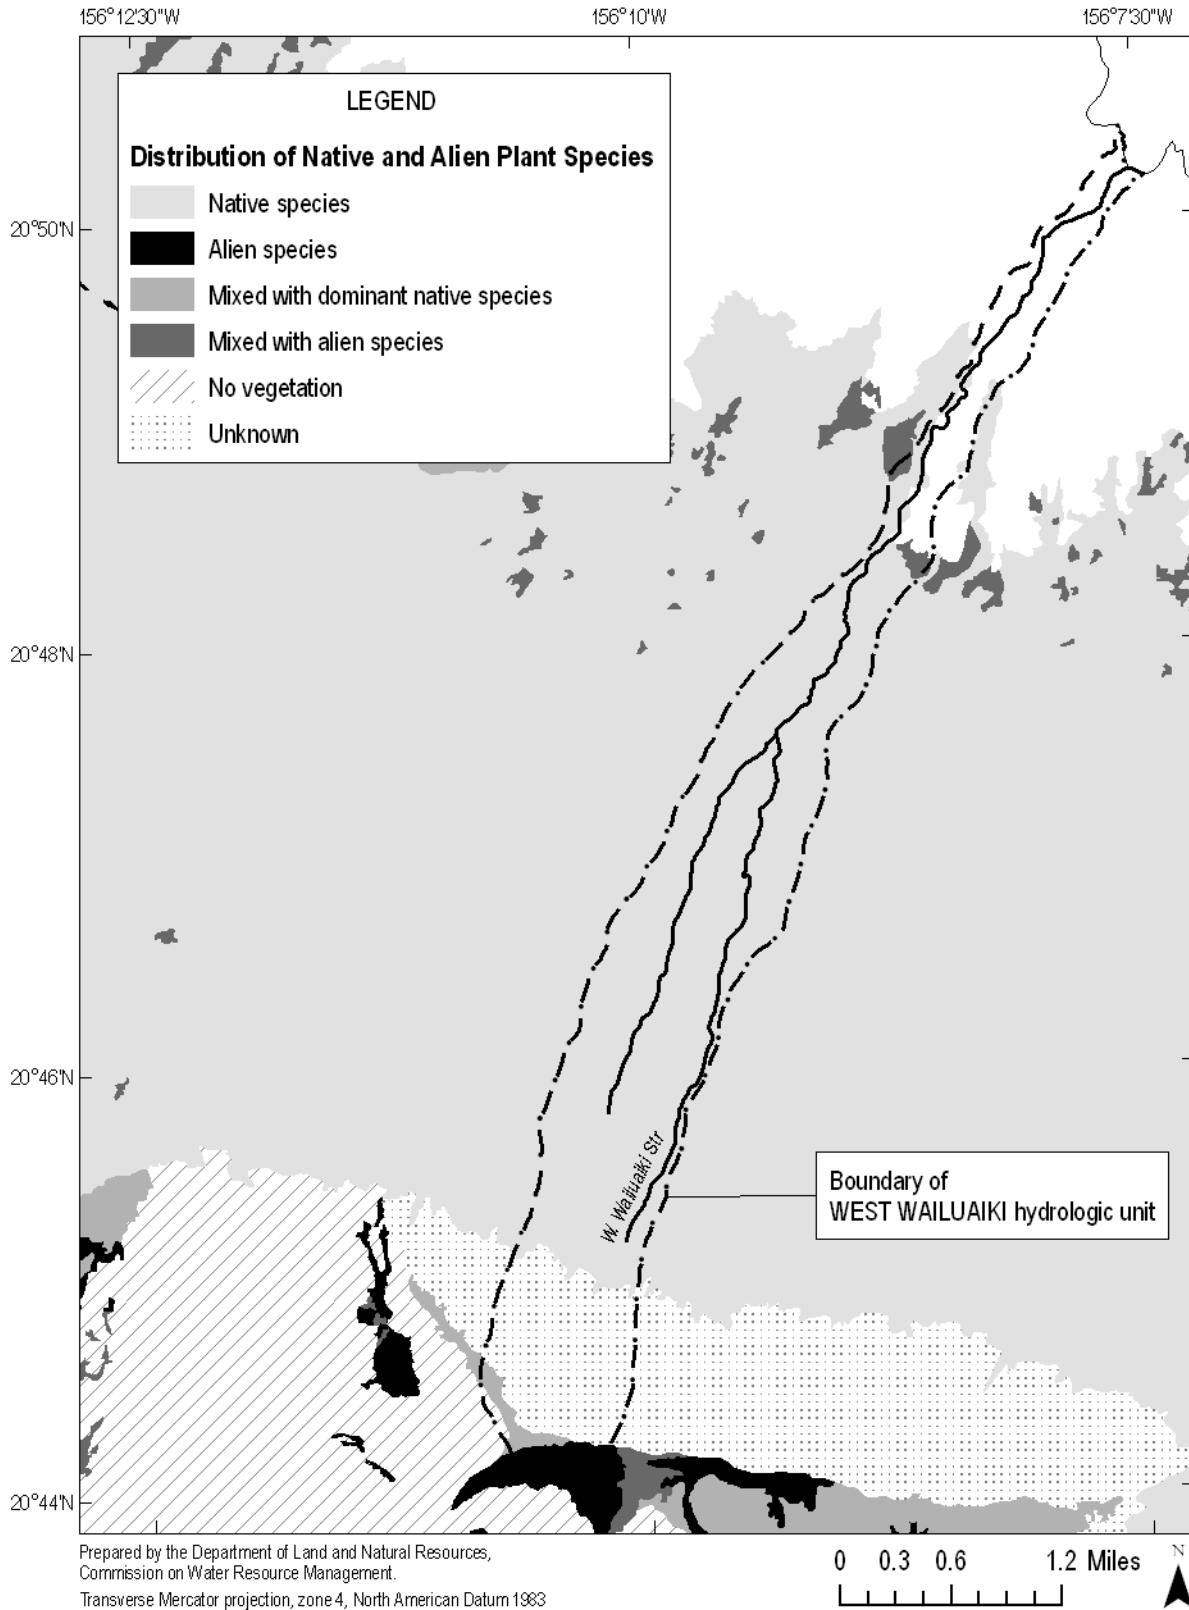 156°12'30"W
156°10'W
156°7'30"W
LEGEND
Distribution of Native and Alien Plant Species
Native species
20°50'N
Alien species
Mixed with dominant native species
Mixed with alien species
No vegetation
Unknown
20°48'N
20°46'N
W. Wailuaiki Str
Boundary of
WEST WAILUAIKI hydrologic unit
20°44'N
Prepared by the Department of Land and Natural Resources,
Commission on Water Resource Management.
Transverse Mercator projection, zone 4, North American Datum 1983
0 0.3 0.6 1.2 Miles
N